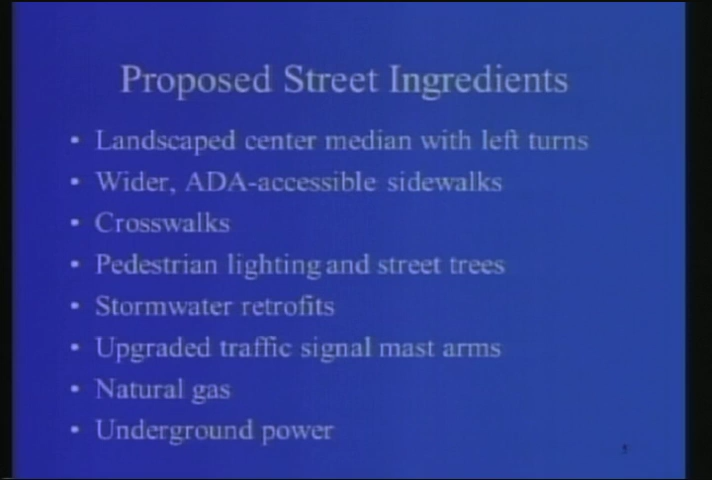 Proposed Street Ingredients
• Landscaped center median with left turns
• Wider, ADA-accessible sidewalks
• Crosswalks
• Pedestrian lighting and street trees
• Stormwater retrofits
• Upgraded traffic signal mast arms
• Natural gas
• Underground power
5